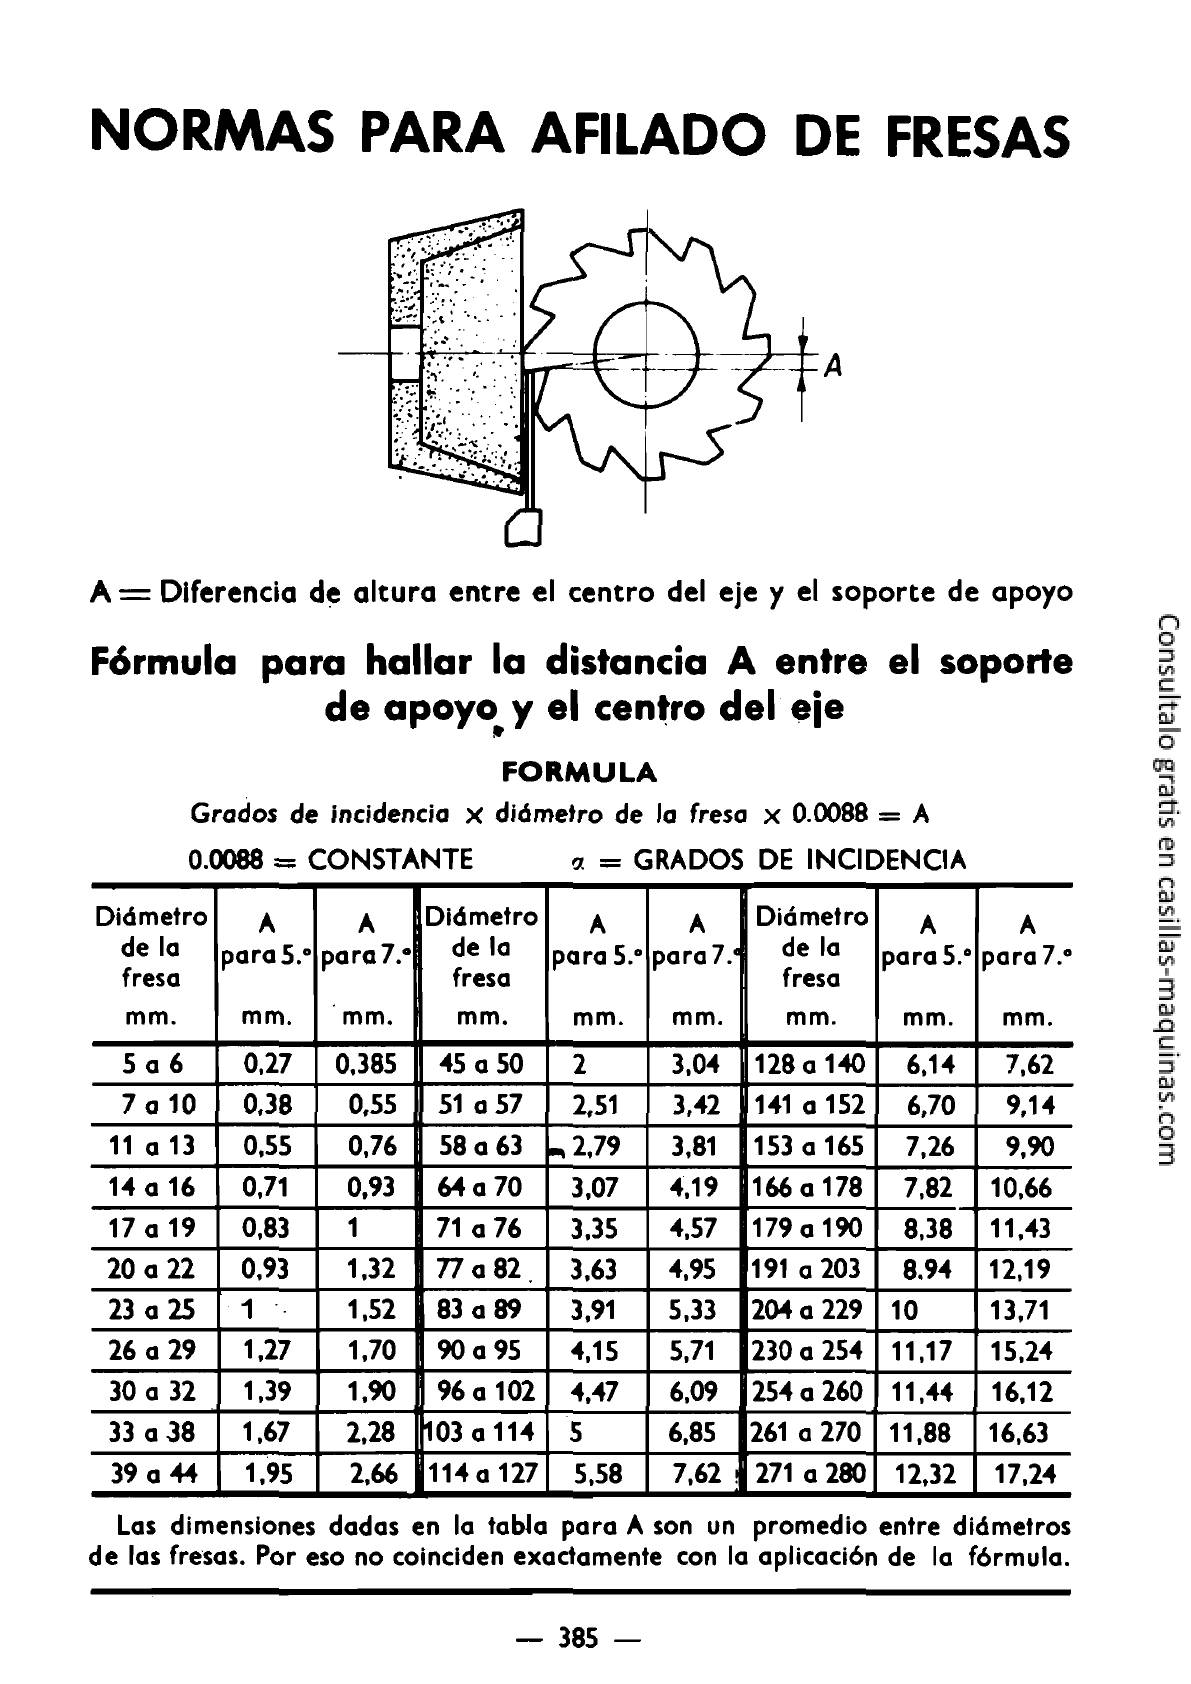 NORMAS PARA AFILADO DE FRESAS
A
A = Diferencia de altura entre el centro del eje y el soporte de apoyo
Fórmula para hallar la distancia A entre el soporte
de apoyo y el centro del eje
FORMULA
Grados de incidencia x diámetro de la fresa x 0.0088 = A
0.0088 = CONSTANTE α = GRADOS DE INCIDENCIA
Diámetro de la fresa mm. A para 5.º mm. A para 7.º mm. Diámetro de la fresa mm. A para 5.º mm. A para 7.º mm. Diámetro de la fresa mm. A para 5.º mm. A para 7.º mm.
5 a 6 0,27 0,385 45 a 50 2 3,04 128 a 140 6,14 7,62
7 a 10 0,38 0,55 51 a 57 2,51 3,42 141 a 152 6,70 9,14
11 a 13 0,55 0,76 58 a 63 2,79 3,81 153 a 165 7,26 9,90
14 a 16 0,71 0,93 64 a 70 3,07 4,19 166 a 178 7,82 10,66
17 a 19 0,83 1 71 a 76 3,35 4,57 179 a 190 8,38 11,43
20 a 22 0,93 1,32 77 a 82 3,63 4,95 191 a 203 8.94 12,19
23 a 25 1 1,52 83 a 89 3,91 5,33 204 a 229 10 13,71
26 a 29 1,27 1,70 90 a 95 4,15 5,71 230 a 254 11,17 15,24
30 a 32 1,39 1,90 96 a 102 4,47 6,09 254 a 260 11,44 16,12
33 a 38 1,67 2,28 103 a 114 5 6,85 261 a 270 11,88 16,63
39 a 44 1,95 2,66 114 a 127 5,58 7,62 271 a 280 12,32 17,24
Las dimensiones dadas en la tabla para A son un promedio entre diámetros
de las fresas. Por eso no coinciden exactamente con la aplicación de la fórmula.
— 385 —
Consultalo gratis en casillas-maquinas.com